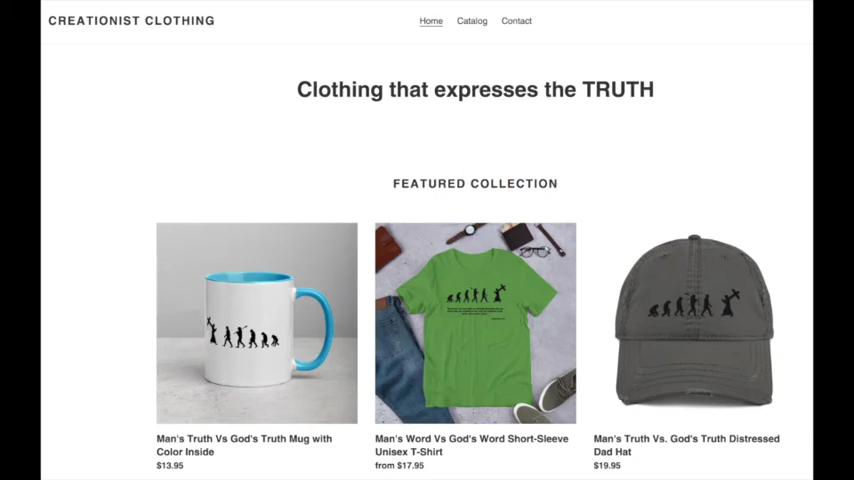 CREATIONIST CLOTHING
Home Catalog Contact
Clothing that expresses the TRUTH
FEATURED COLLECTION
Man's Truth Vs God's Truth Mug with
Color Inside
$13.95
Man's Word Vs God's Word Short-Sleeve
Unisex T-Shirt
from $17.95
Man's Truth Vs. God's Truth Distressed
Dad Hat
$19.95